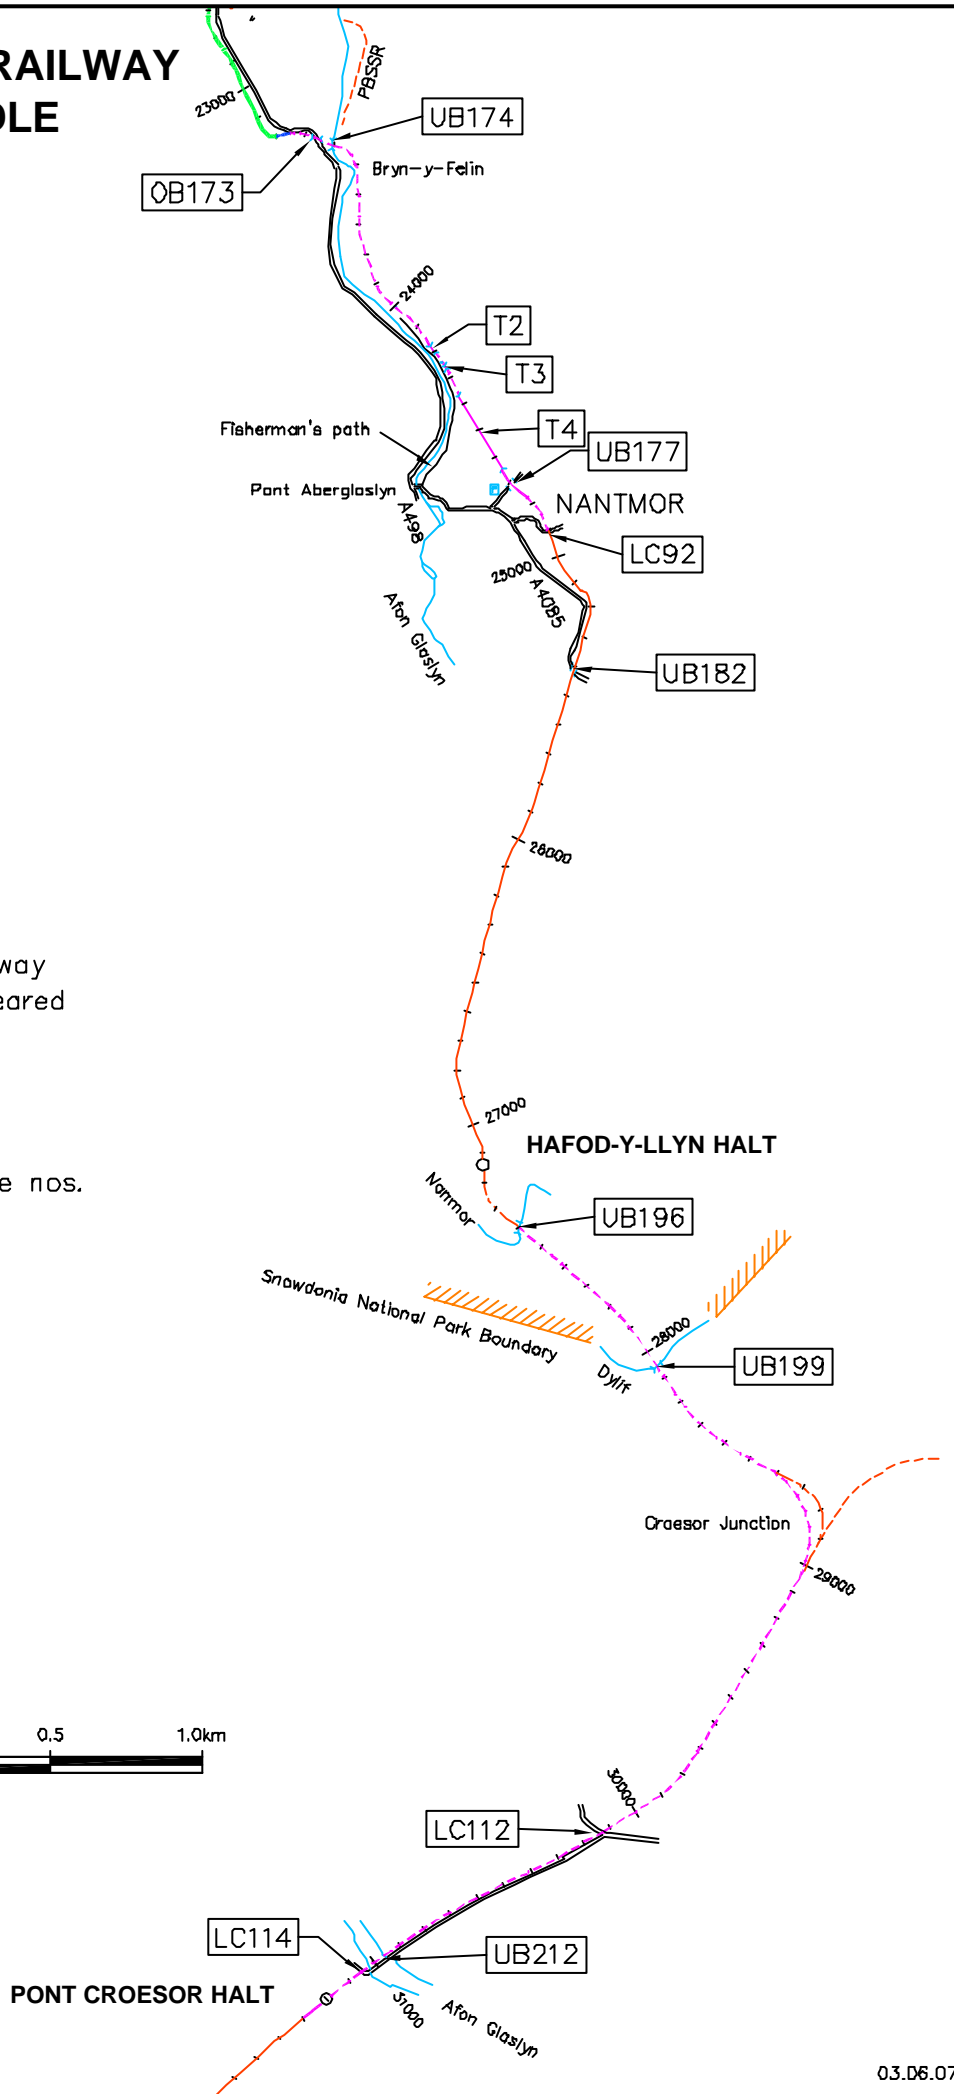 RAILWAY
PBSSR
23000
UB174
Bryn-y-Felin
OB173
24000
T2
T3
T4
Fisherman's path
UB177
Pont Aberglaslyn
NANTMOR
A498
LC92
25000
A4085
Afon Glaslyn
UB182
26000
way
eared
27000
HAFOD-Y-LLYN HALT
e nos.
Nanmor
UB196
Snowdonia National Park Boundary
28000
UB199
Dylif
Croesor Junction
29000
0.5 1.0km
30000
LC112
LC114
UB212
PONT CROESOR HALT
31000
Afon Glaslyn
03.06.07